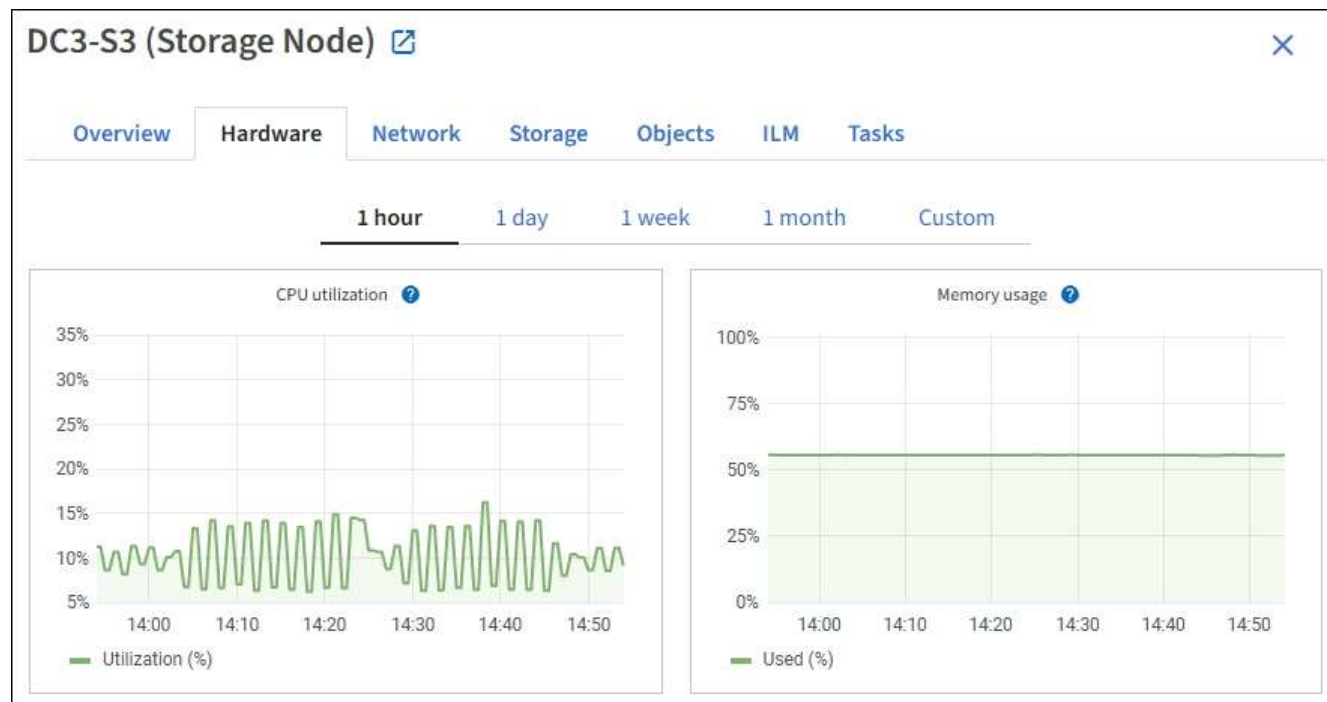 DC3-S3 (Storage Node)
Overview Hardware Network Storage Objects ILM Tasks
1 hour 1 day 1 week 1 month Custom
CPU utilization ?
35%
30%
25%
20%
15%
10%
5%
14:00 14:10 14:20 14:30 14:40 14:50
Utilization (%)
Memory usage ?
100%
75%
50%
25%
0%
14:00 14:10 14:20 14:30 14:40 14:50
Used (%)